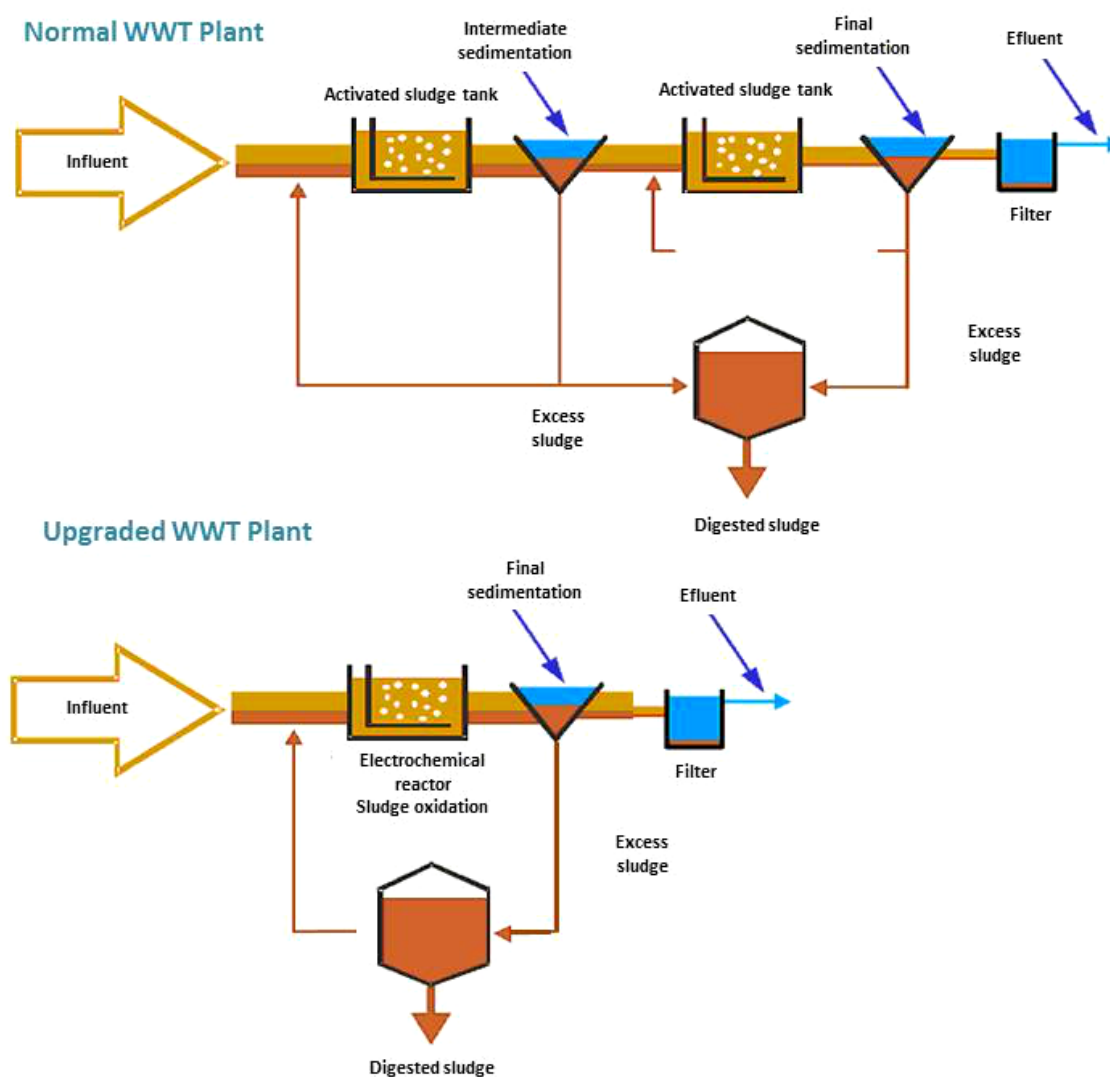 Normal WWT Plant
Intermediate
sedimentation
Final
sedimentation
Efluent
Activated sludge tank
Activated sludge tank
Influent
Filter
Excess
sludge
Excess
sludge
Digested sludge
Upgraded WWT Plant
Final
sedimentation
Efluent
Influent
Electrochemical
reactor
Sludge oxidation
Filter
Excess
sludge
Digested sludge